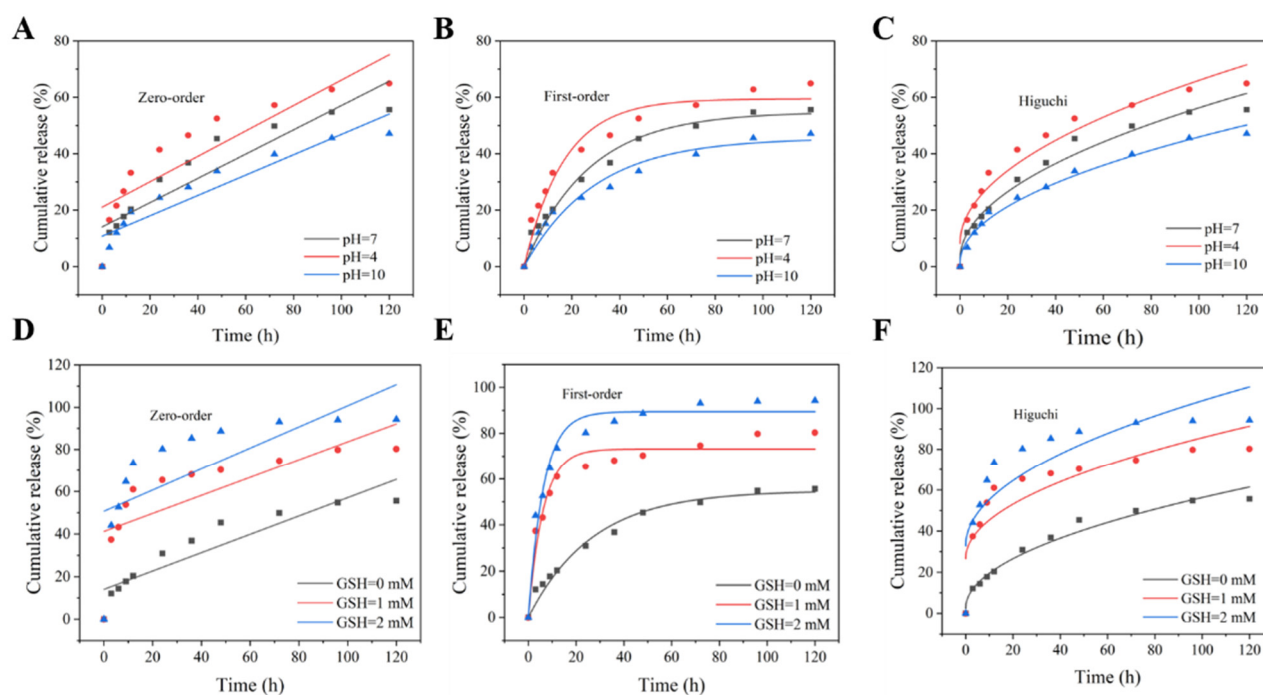 A
Cumulative release (%)
80
60
40
20
0
Zero-order
pH=7
pH=4
pH=10
0 20 40 60 80 100 120
Time (h)
B
Cumulative release (%)
80
60
40
20
0
First-order
pH=7
pH=4
pH=10
0 20 40 60 80 100 120
Time (h)
C
Cumulative release (%)
80
60
40
20
0
Higuchi
pH=7
pH=4
pH=10
0 20 40 60 80 100 120
Time (h)
D
Cumulative release (%)
120
100
80
60
40
20
0
Zero-order
GSH=0 mM
GSH=1 mM
GSH=2 mM
0 20 40 60 80 100 120
Time (h)
E
Cumulative release (%)
100
80
60
40
20
0
First-order
GSH=0 mM
GSH=1 mM
GSH=2 mM
0 20 40 60 80 100 120
Time (h)
F
Cumulative release (%)
120
100
80
60
40
20
0
Higuchi
GSH=0 mM
GSH=1 mM
GSH=2 mM
0 20 40 60 80 100 120
Time (h)